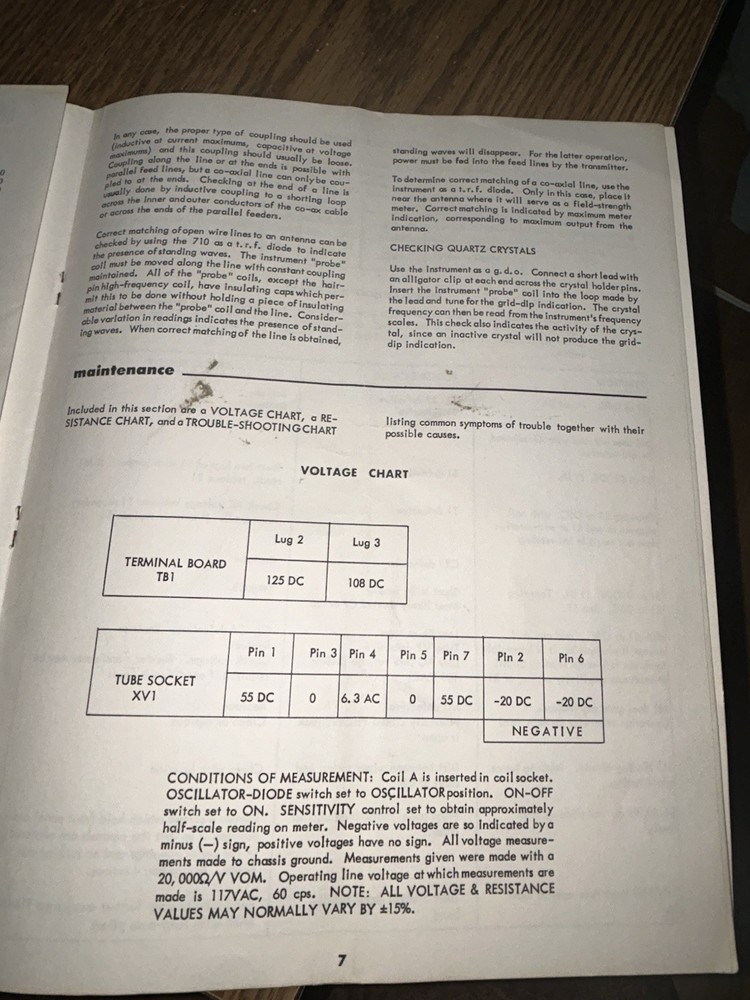 In any case, the proper type of coupling should be used
(inductive at current maximums, capacitive at voltage
maximums) and this coupling should usually be loose.
Coupling along the line or at the ends is possible with
parallel feed lines, but a co-axial line can only be cou-
pled to at the ends. Checking at the end of a line is
usually done by inductive coupling to a shorting loop
across the inner and outer conductors of the co-ax cable
or across the ends of the parallel feeders.
Correct matching of open wire lines to an antenna can be
checked by using the 710 as a t.r.f. diode to indicate
the presence of standing waves. The instrument "probe"
coil must be moved along the line with constant coupling
maintained. All of the "probe" coils, except the hair-
pin high-frequency coil, have insulating caps which per-
mit this to be done without holding a piece of insulating
material between the "probe" coil and the line. Consider-
able variation in readings indicates the presence of stand-
ing waves. When correct matching of the line is obtained,
standing waves will disappear. For the latter operation,
power must be fed into the feed lines by the transmitter.
To determine correct matching of a co-axial line, use the
instrument as a t.r.f. diode. Only in this case, place it
near the antenna where it will serve as a field-strength
meter. Correct matching is indicated by maximum meter
indication, corresponding to maximum output from the
antenna.
CHECKING QUARTZ CRYSTALS
Use the Instrument as a g.d.o. Connect a short lead with
an alligator clip at each end across the crystal holder pins.
Insert the instrument "probe" coil into the loop made by
the lead and tune for the grid-dip indication. The crystal
frequency can then be read from the instrument's frequency
scales. This check also indicates the activity of the crys-
tal, since an inactive crystal will not produce the grid-
dip indication.
maintenance
Included in this section are a VOLTAGE CHART, a RE-
SISTANCE CHART, and a TROUBLE-SHOOTING CHART
listing common symptoms of trouble together with their
possible causes.
VOLTAGE CHART
Lug 2 Lug 3
TERMINAL BOARD
TB1
125 DC 108 DC
Pin 1 Pin 3 Pin 4 Pin 5 Pin 7 Pin 2 Pin 6
TUBE SOCKET
XV1
55 DC 0 6.3 AC 0 55 DC -20 DC -20 DC
NEGATIVE
CONDITIONS OF MEASUREMENT: Coil A is inserted in coil socket.
OSCILLATOR-DIODE switch set to OSCILLATOR position. ON-OFF
switch set to ON. SENSITIVITY control set to obtain approximately
half-scale reading on meter. Negative voltages are so indicated by a
minus (—) sign, positive voltages have no sign. All voltage measure-
ments made to chassis ground. Measurements given were made with a
20,000Ω/V VOM. Operating line voltage at which measurements are
made is 117VAC, 60 cps. NOTE: ALL VOLTAGE & RESISTANCE
VALUES MAY NORMALLY VARY BY ±15%.
7